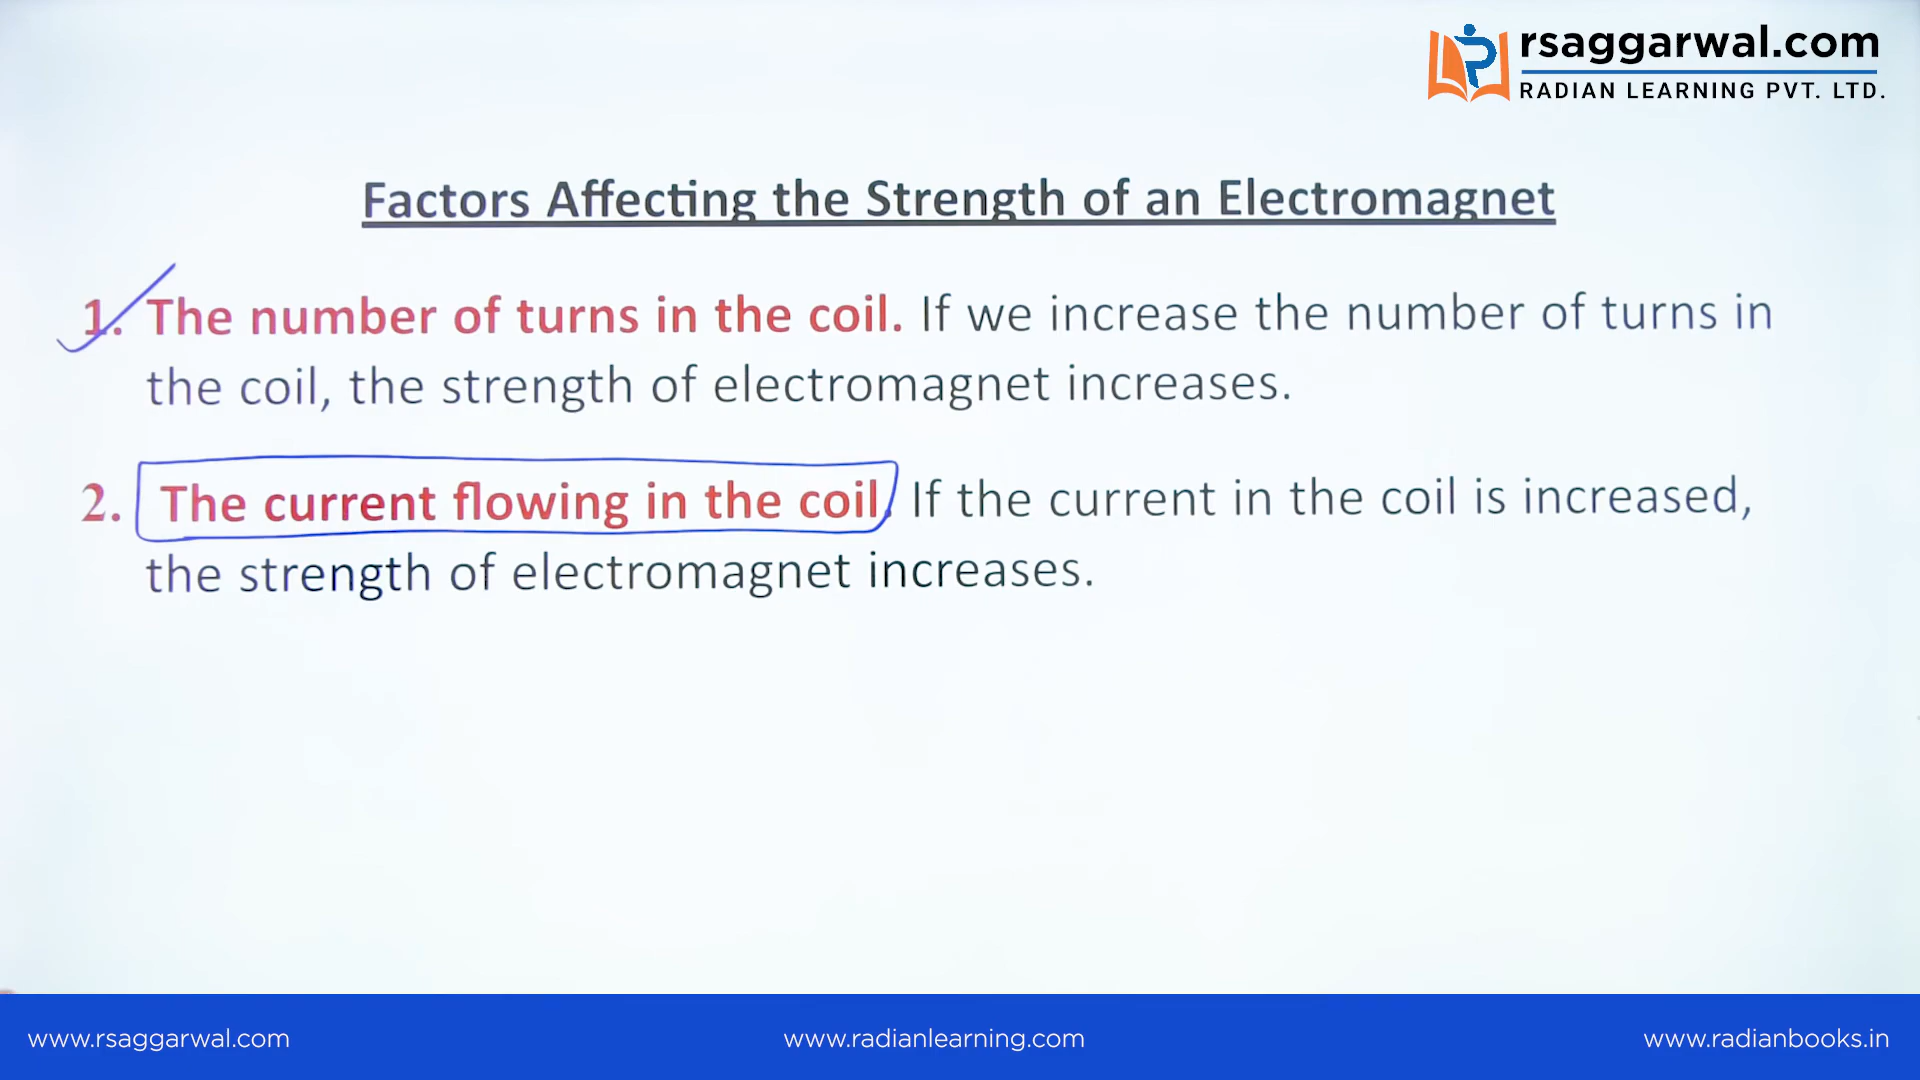 rsaggarwal.com
RADIAN LEARNING PVT. LTD.
Factors Affecting the Strength of an Electromagnet
1. The number of turns in the coil. If we increase the number of turns in
the coil, the strength of electromagnet increases.
2. The current flowing in the coil. If the current in the coil is increased,
the strength of electromagnet increases.
www.rsaggarwal.com
www.radianlearning.com
www.radianbooks.in